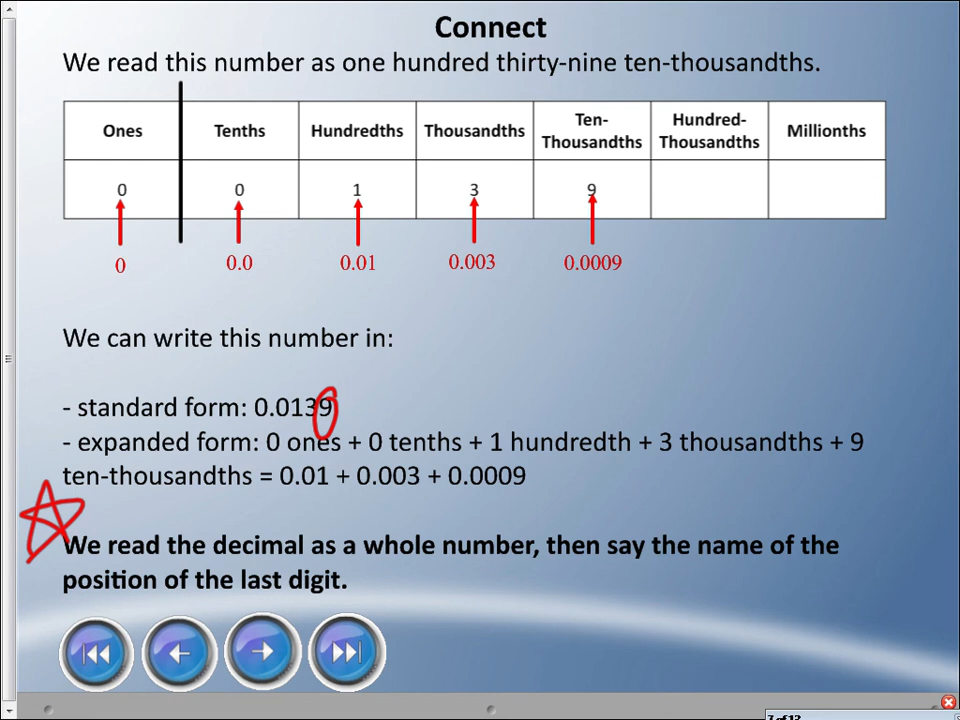 Connect
We read this number as one hundred thirty-nine ten-thousandths.
Ones Tenths Hundredths Thousandths Ten-Thousandths Hundred-Thousandths Millionths
0 0 1 3 9
0 0.0 0.01 0.003 0.0009
We can write this number in:
- standard form: 0.0139
- expanded form: 0 ones + 0 tenths + 1 hundredth + 3 thousandths + 9
ten-thousandths = 0.01 + 0.003 + 0.0009
We read the decimal as a whole number, then say the name of the
position of the last digit.
7 of 13